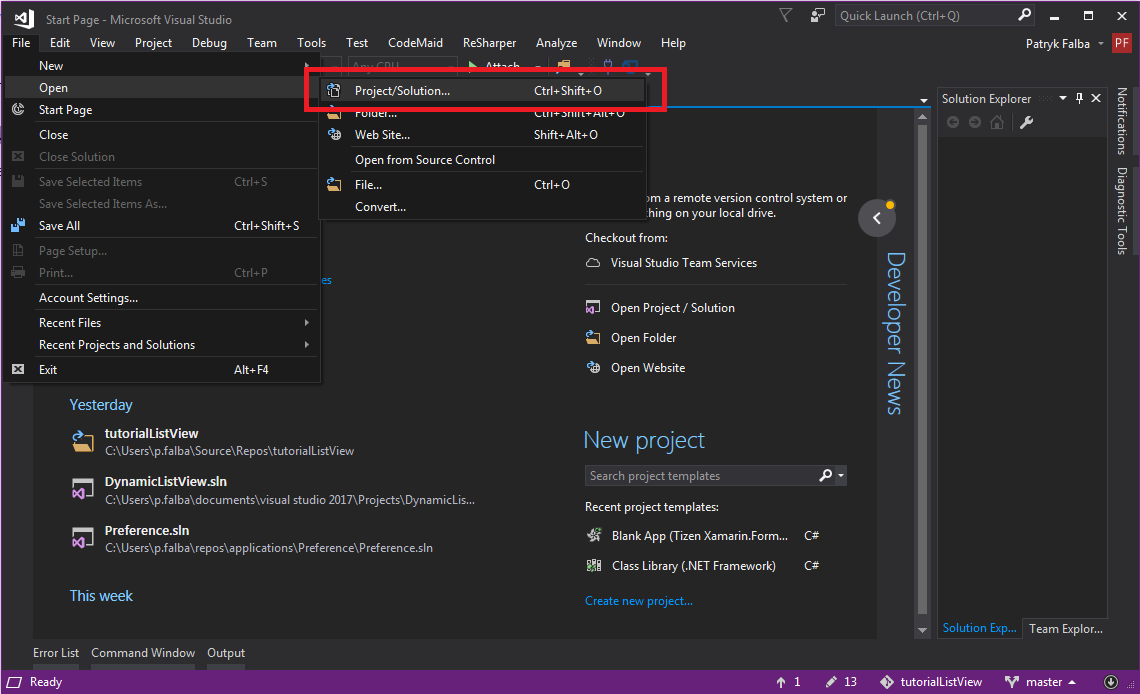 Start Page - Microsoft Visual Studio
Quick Launch (Ctrl+Q)
File Edit View Project Debug Team Tools Test CodeMaid ReSharper Analyze Window Help
Patryk Falba PF
New
Open
Start Page
Close
Close Solution
Save Selected Items Ctrl+S
Save Selected Items As...
Save All Ctrl+Shift+S
Page Setup...
Print... Ctrl+P
Account Settings...
Recent Files
Recent Projects and Solutions
Exit Alt+F4
Any CPU Attach
Project/Solution... Ctrl+Shift+O
Folder... Ctrl+Shift+Alt+O
Web Site... Shift+Alt+O
Open from Source Control
File... Ctrl+O
Convert...
om a remote version control system or
hing on your local drive.
Checkout from:
Visual Studio Team Services
Open Project / Solution
Open Folder
Open Website
es
Yesterday
tutorialListView
C:\Users\p.falba\Source\Repos\tutorialListView
DynamicListView.sln
C:\Users\p.falba\documents\visual studio 2017\Projects\DynamicLis...
Preference.sln
C:\Users\p.falba\repos\applications\Preference\Preference.sln
This week
New project
Search project templates
Recent project templates:
Blank App (Tizen Xamarin.Form... C#
Class Library (.NET Framework) C#
Create new project...
Developer News
Solution Explorer
Notifications
Diagnostic Tools
Solution Exp... Team Explor...
Error List Command Window Output
Ready 1 13 tutorialListView master